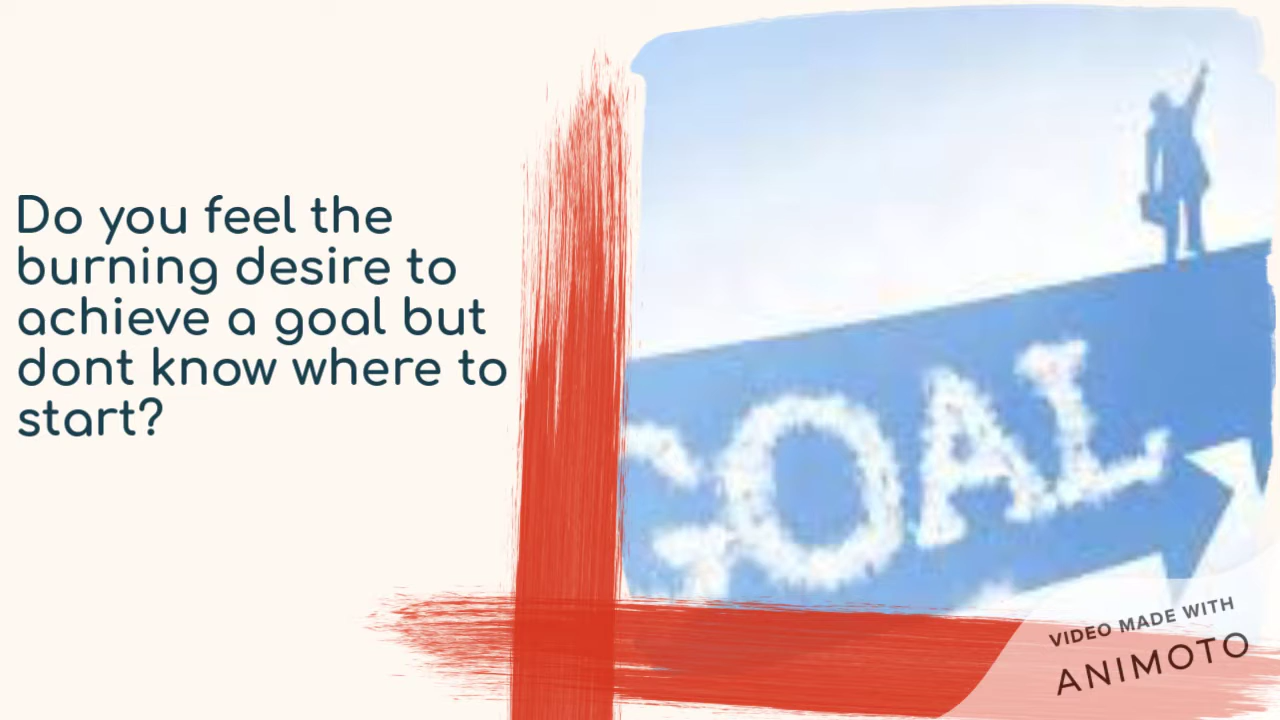 Do you feel the
burning desire to
achieve a goal but
dont know where to
start?
GOAL
VIDEO MADE WITH
ANIMOTO